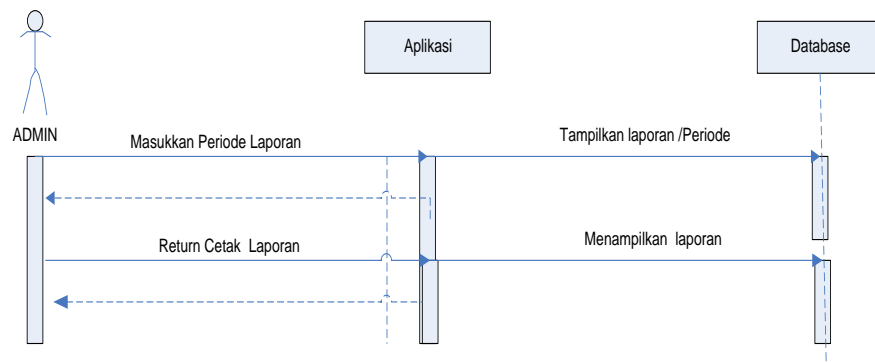 Aplikasi
Database
ADMIN
Masukkan Periode Laporan
Tampilkan laporan /Periode
Return Cetak Laporan
Menampilkan laporan